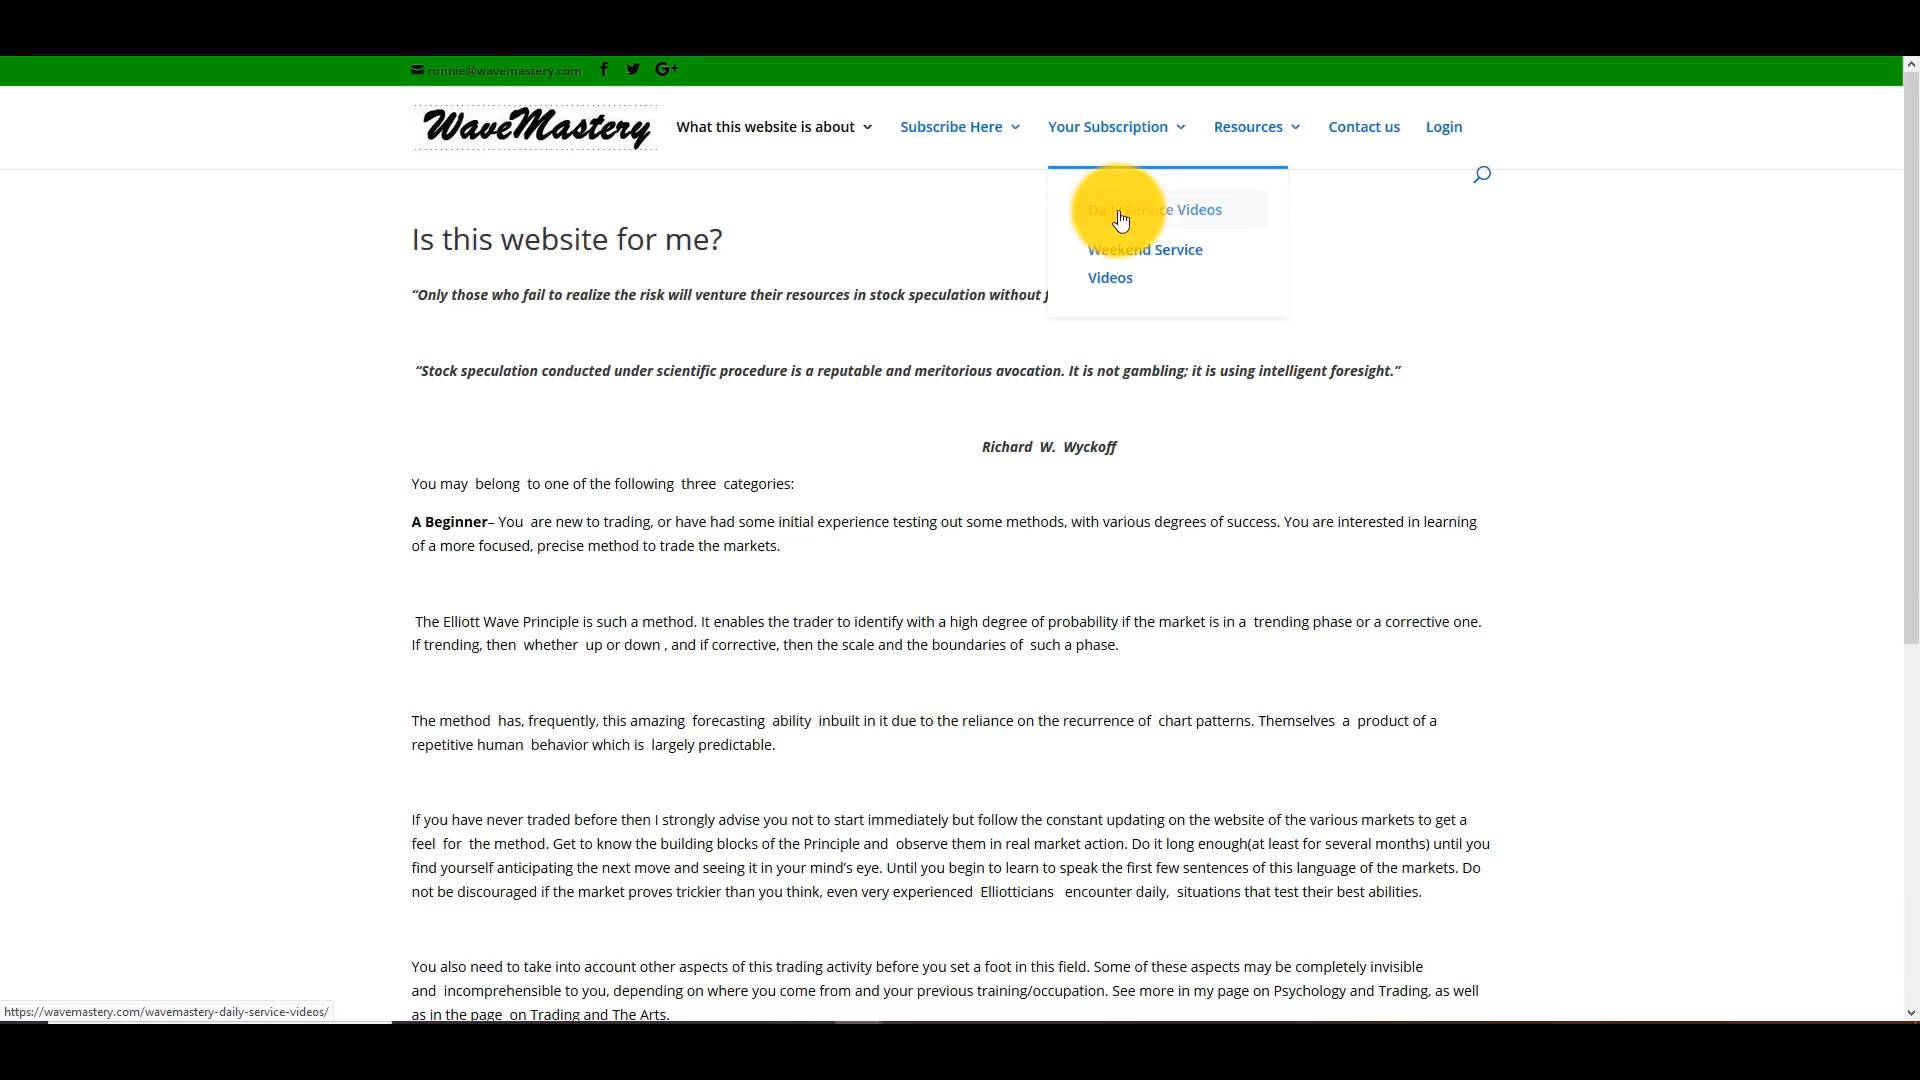 ronnie@wavemastery.com
WaveMastery
What this website is about
Subscribe Here
Your Subscription
Resources
Contact us
Login
Daily Service Videos
Weekend Service
Videos
Is this website for me?
“Only those who fail to realize the risk will venture their resources in stock speculation without
“Stock speculation conducted under scientific procedure is a reputable and meritorious avocation. It is not gambling; it is using intelligent foresight.”
Richard W. Wyckoff
You may belong to one of the following three categories:
A Beginner– You are new to trading, or have had some initial experience testing out some methods, with various degrees of success. You are interested in learning
of a more focused, precise method to trade the markets.
The Elliott Wave Principle is such a method. It enables the trader to identify with a high degree of probability if the market is in a trending phase or a corrective one.
If trending, then whether up or down , and if corrective, then the scale and the boundaries of such a phase.
The method has, frequently, this amazing forecasting ability inbuilt in it due to the reliance on the recurrence of chart patterns. Themselves a product of a
repetitive human behavior which is largely predictable.
If you have never traded before then I strongly advise you not to start immediately but follow the constant updating on the website of the various markets to get a
feel for the method. Get to know the building blocks of the Principle and observe them in real market action. Do it long enough(at least for several months) until you
find yourself anticipating the next move and seeing it in your mind’s eye. Until you begin to learn to speak the first few sentences of this language of the markets. Do
not be discouraged if the market proves trickier than you think, even very experienced Elliotticians encounter daily, situations that test their best abilities.
You also need to take into account other aspects of this trading activity before you set a foot in this field. Some of these aspects may be completely invisible
and incomprehensible to you, depending on where you come from and your previous training/occupation. See more in my page on Psychology and Trading, as well
as in the page on Trading and The Arts.
https://wavemastery.com/wavemastery-daily-service-videos/